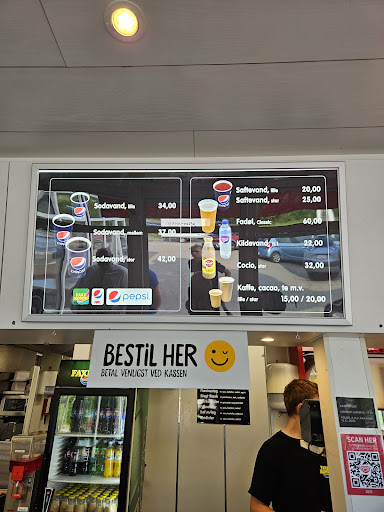 Sodavand, lille 34,00
Sodavand, mellem 37,00
Sodavand, stor 42,00
pepsi
Saftevand, lille 20,00
Saftevand, stor 25,00
Fadøl, Classic 60,00
Kildevand, 22,00
Cocio, stor 32,00
Kaffe, cacao, te m.v.
lille / stor 15,00 / 20,00
BESTiL HER
BETAL VENLIGST VED KASSEN
SCAN HER